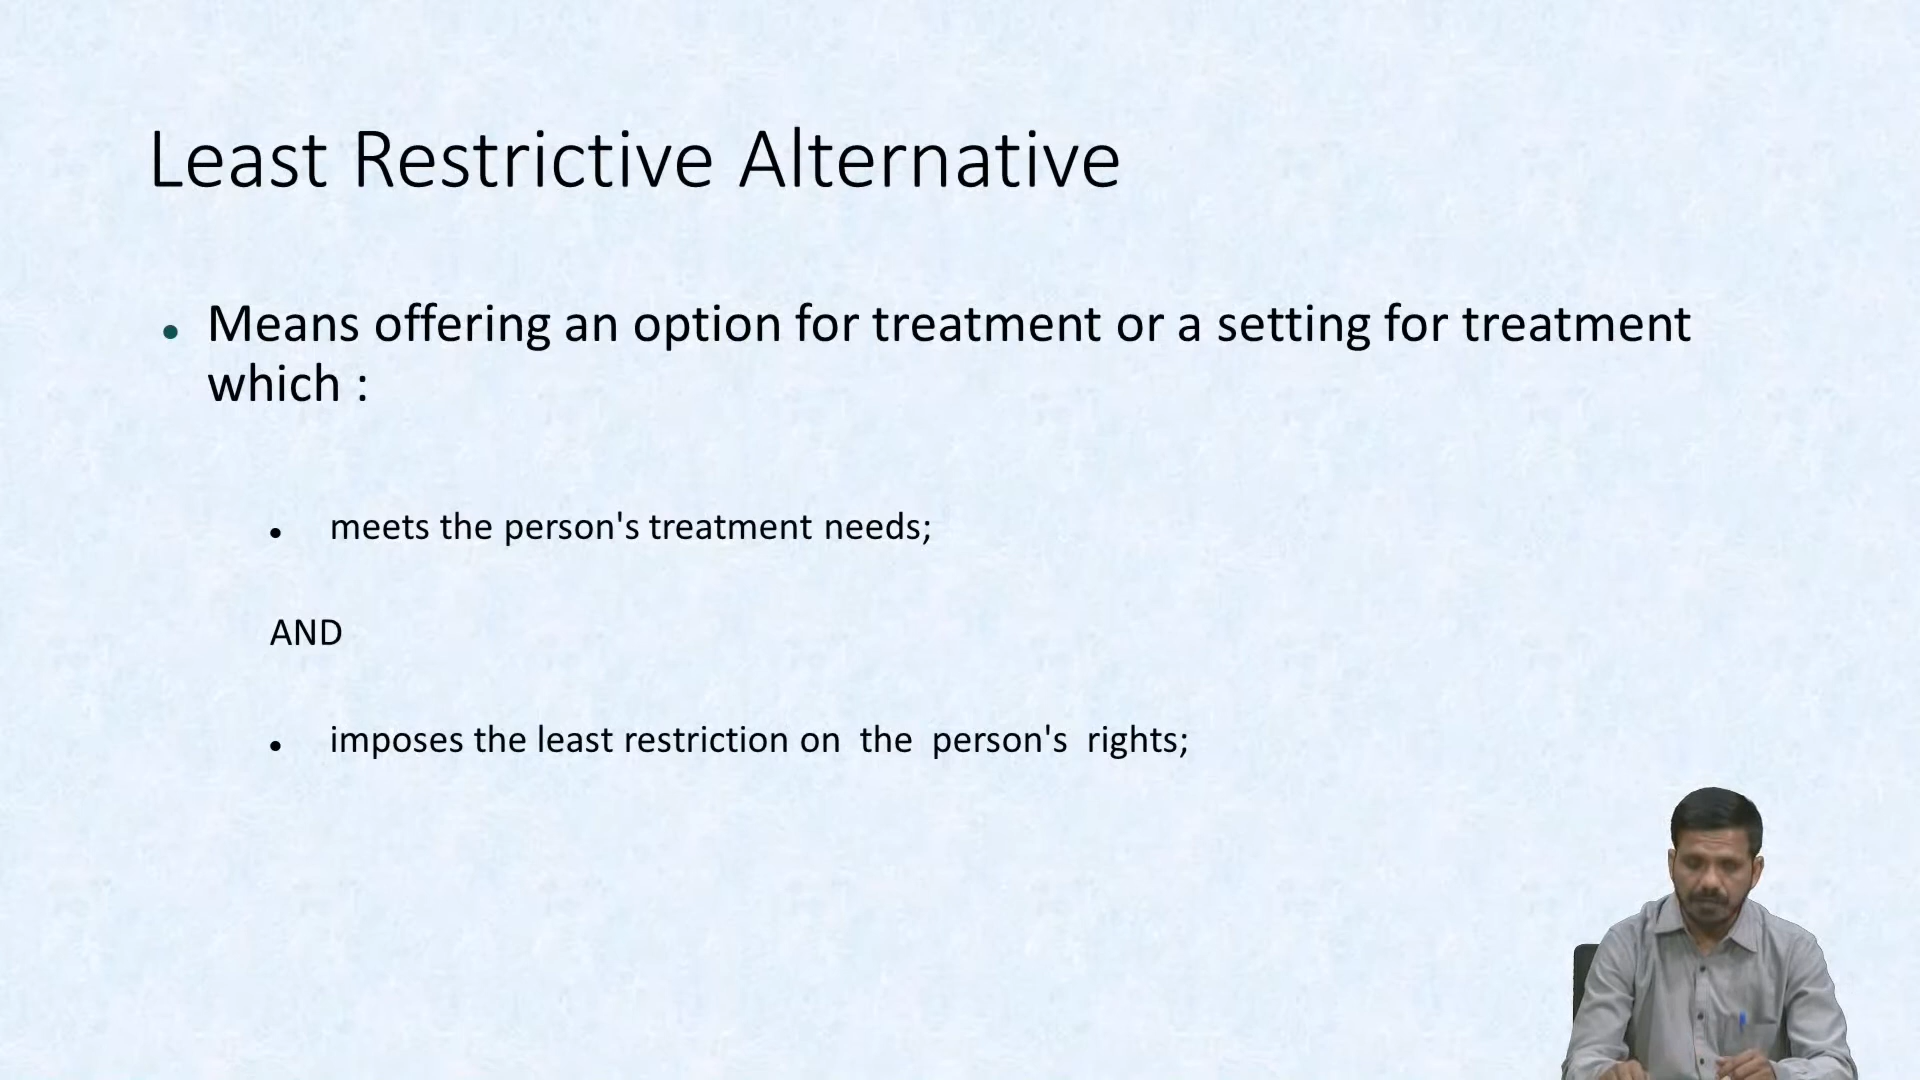 Least Restrictive Alternative
• Means offering an option for treatment or a setting for treatment
which :
• meets the person's treatment needs;
AND
• imposes the least restriction on the person's rights;